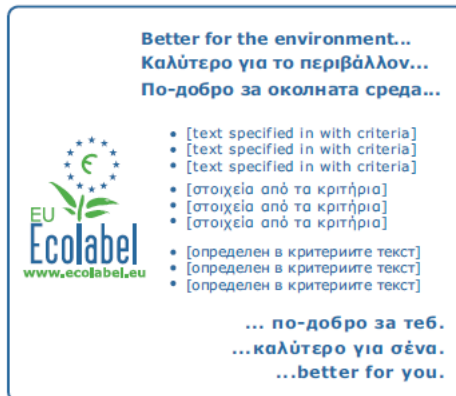 Better for the environment...
Καλύτερο για το περιβάλλον...
По-добро за околната среда...
• [text specified in with criteria]
• [text specified in with criteria]
• [text specified in with criteria]
• [στοιχεία από τα κριτήρια]
• [στοιχεία από τα κριτήρια]
• [στοιχεία από τα κριτήρια]
• [определен в критериите текст]
• [определен в критериите текст]
• [определен в критериите текст]
EU
Ecolabel
www.ecolabel.eu
... по-добро за теб.
...καλύτερο για σένα.
...better for you.